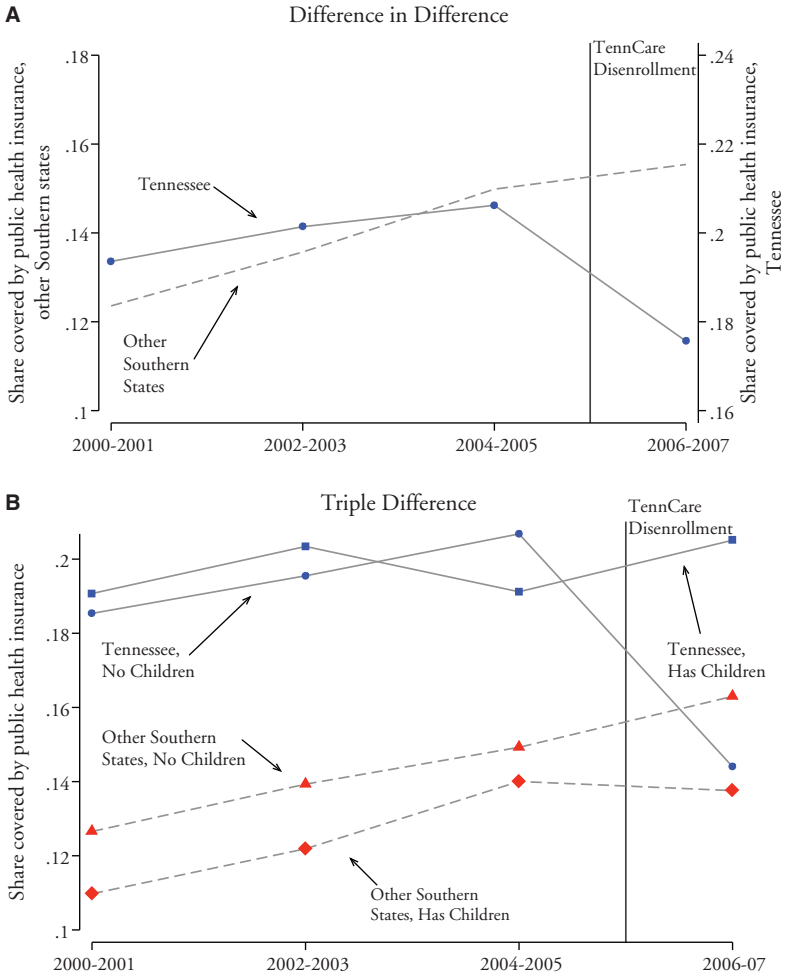 A
Difference in Difference
Share covered by public health insurance,
other Southern states
.18
.16
.14
.12
.1
TennCare
Disenrollment
.24
.22
.2
.18
.16
Share covered by public health insurance,
Tennessee
Tennessee
Other
Southern
States
2000-2001
2002-2003
2004-2005
2006-2007
B
Triple Difference
TennCare
Disenrollment
Share covered by public health insurance
.2
.18
.16
.14
.12
.1
Tennessee,
No Children
Tennessee,
Has Children
Other Southern
States, No Children
Other Southern
States, Has Children
2000-2001
2002-2003
2004-2005
2006-07